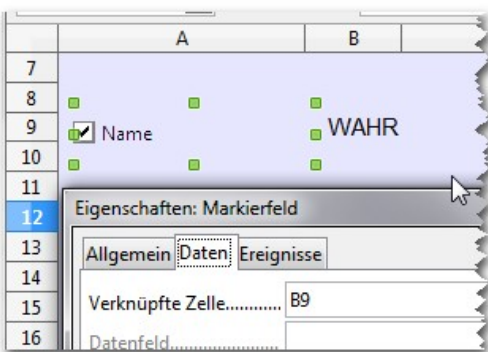 A B
7
8
9 Name WAHR
10
11
12 Eigenschaften: Markierfeld
13 Allgemein Daten Ereignisse
14
15 Verknüpfte Zelle............ B9
16 Datenfeld.......................